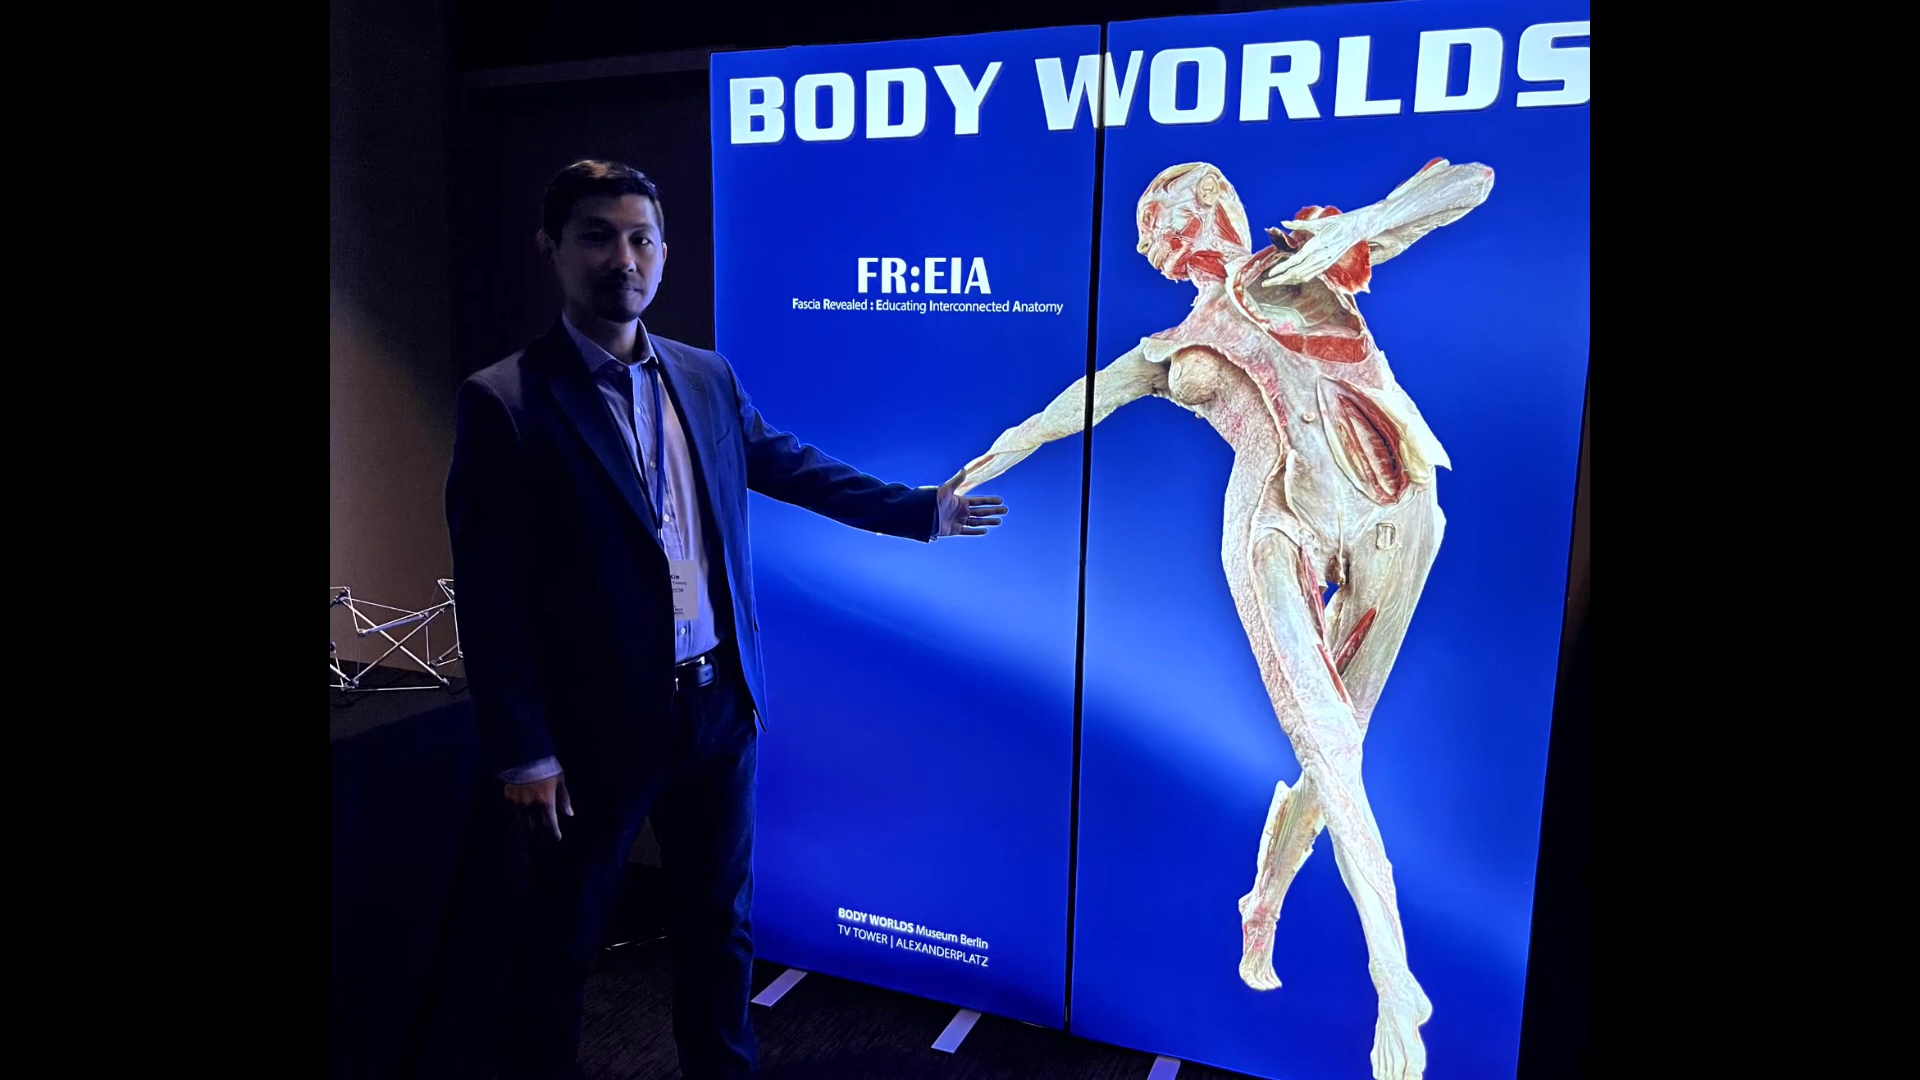 BODY WORLDS
FR:EIA
Fascia Revealed : Educating Interconnected Anatomy
BODY WORLDS Museum Berlin
TV TOWER | ALEXANDERPLATZ